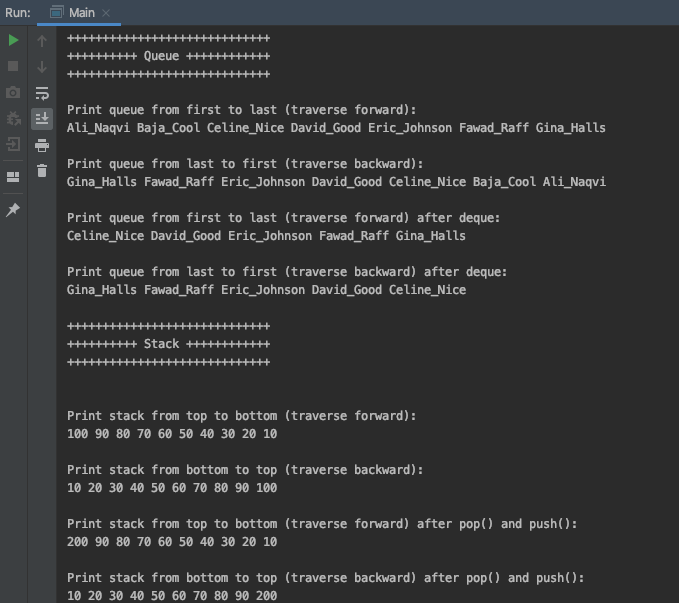 Run: Main ×
+++++++++++++++++++++++++++++
++++++++++ Queue ++++++++++++
+++++++++++++++++++++++++++++
Print queue from first to last (traverse forward):
Ali_Naqvi Baja_Cool Celine_Nice David_Good Eric_Johnson Fawad_Raff Gina_Halls
Print queue from last to first (traverse backward):
Gina_Halls Fawad_Raff Eric_Johnson David_Good Celine_Nice Baja_Cool Ali_Naqvi
Print queue from first to last (traverse forward) after deque:
Celine_Nice David_Good Eric_Johnson Fawad_Raff Gina_Halls
Print queue from last to first (traverse backward) after deque:
Gina_Halls Fawad_Raff Eric_Johnson David_Good Celine_Nice
+++++++++++++++++++++++++++++
++++++++++ Stack ++++++++++++
+++++++++++++++++++++++++++++
Print stack from top to bottom (traverse forward):
100 90 80 70 60 50 40 30 20 10
Print stack from bottom to top (traverse backward):
10 20 30 40 50 60 70 80 90 100
Print stack from top to bottom (traverse forward) after pop() and push():
200 90 80 70 60 50 40 30 20 10
Print stack from bottom to top (traverse backward) after pop() and push():
10 20 30 40 50 60 70 80 90 200